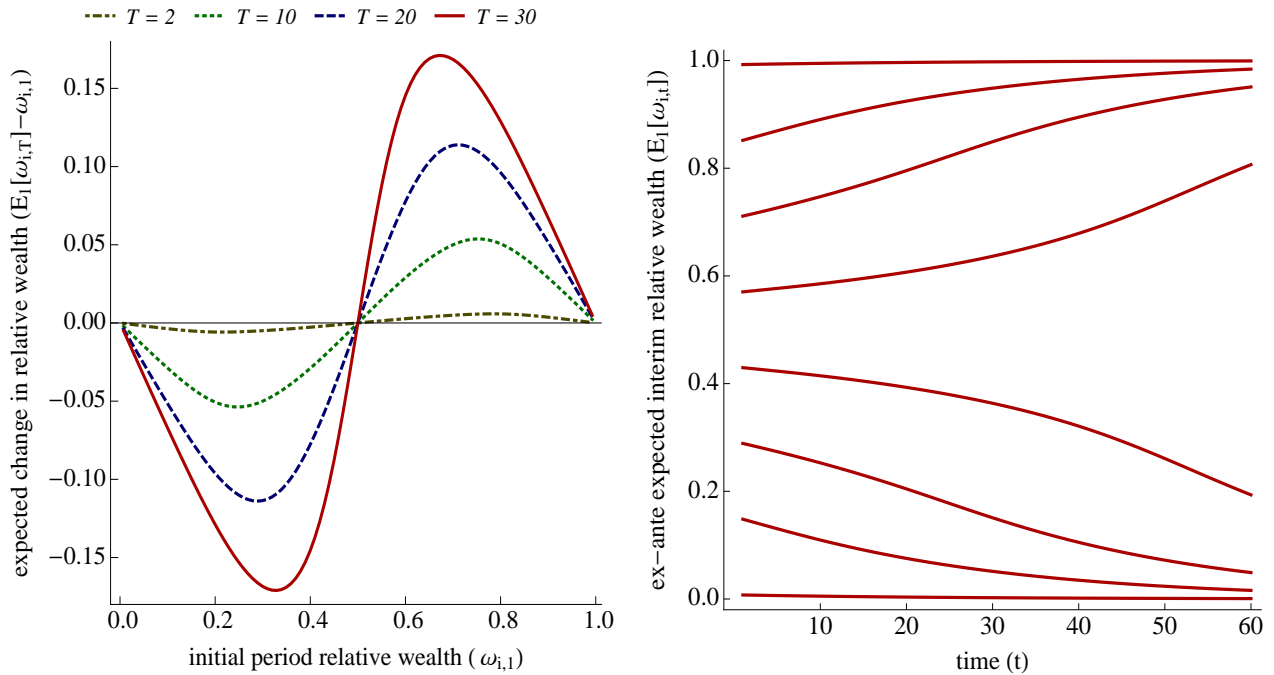 T = 2 T = 10 T = 20 T = 30
expected change in relative wealth (E1[ωi,T]−ωi,1)
0.15
0.10
0.05
0.00
−0.05
−0.10
−0.15
0.0 0.2 0.4 0.6 0.8 1.0
initial period relative wealth ( ωi,1)
ex−ante expected interim relative wealth (E1[ωi,t])
1.0
0.8
0.6
0.4
0.2
0.0
10 20 30 40 50 60
time (t)